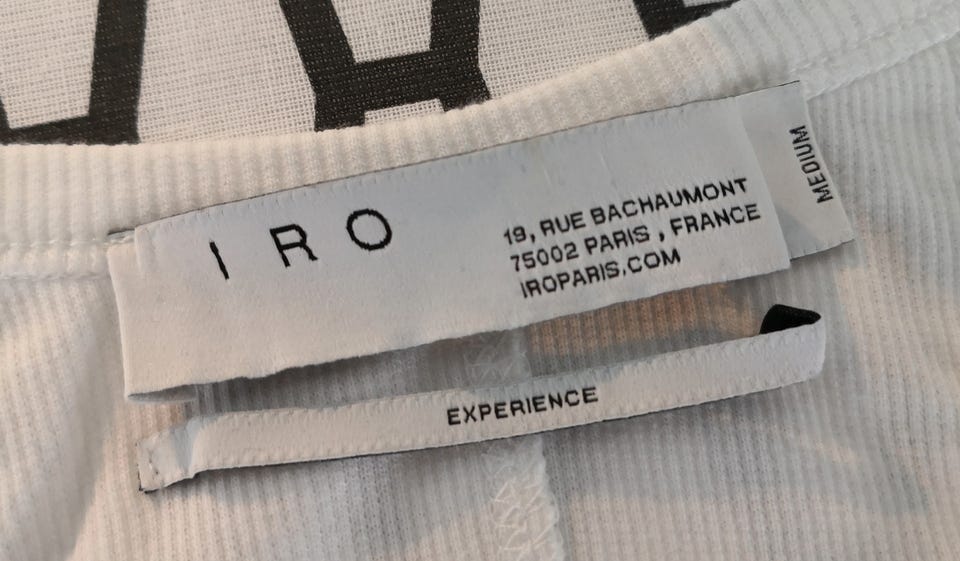 IRO
19, RUE BACHAUMONT
75002 PARIS , FRANCE
IROPARIS.COM
MEDIUM
EXPERIENCE